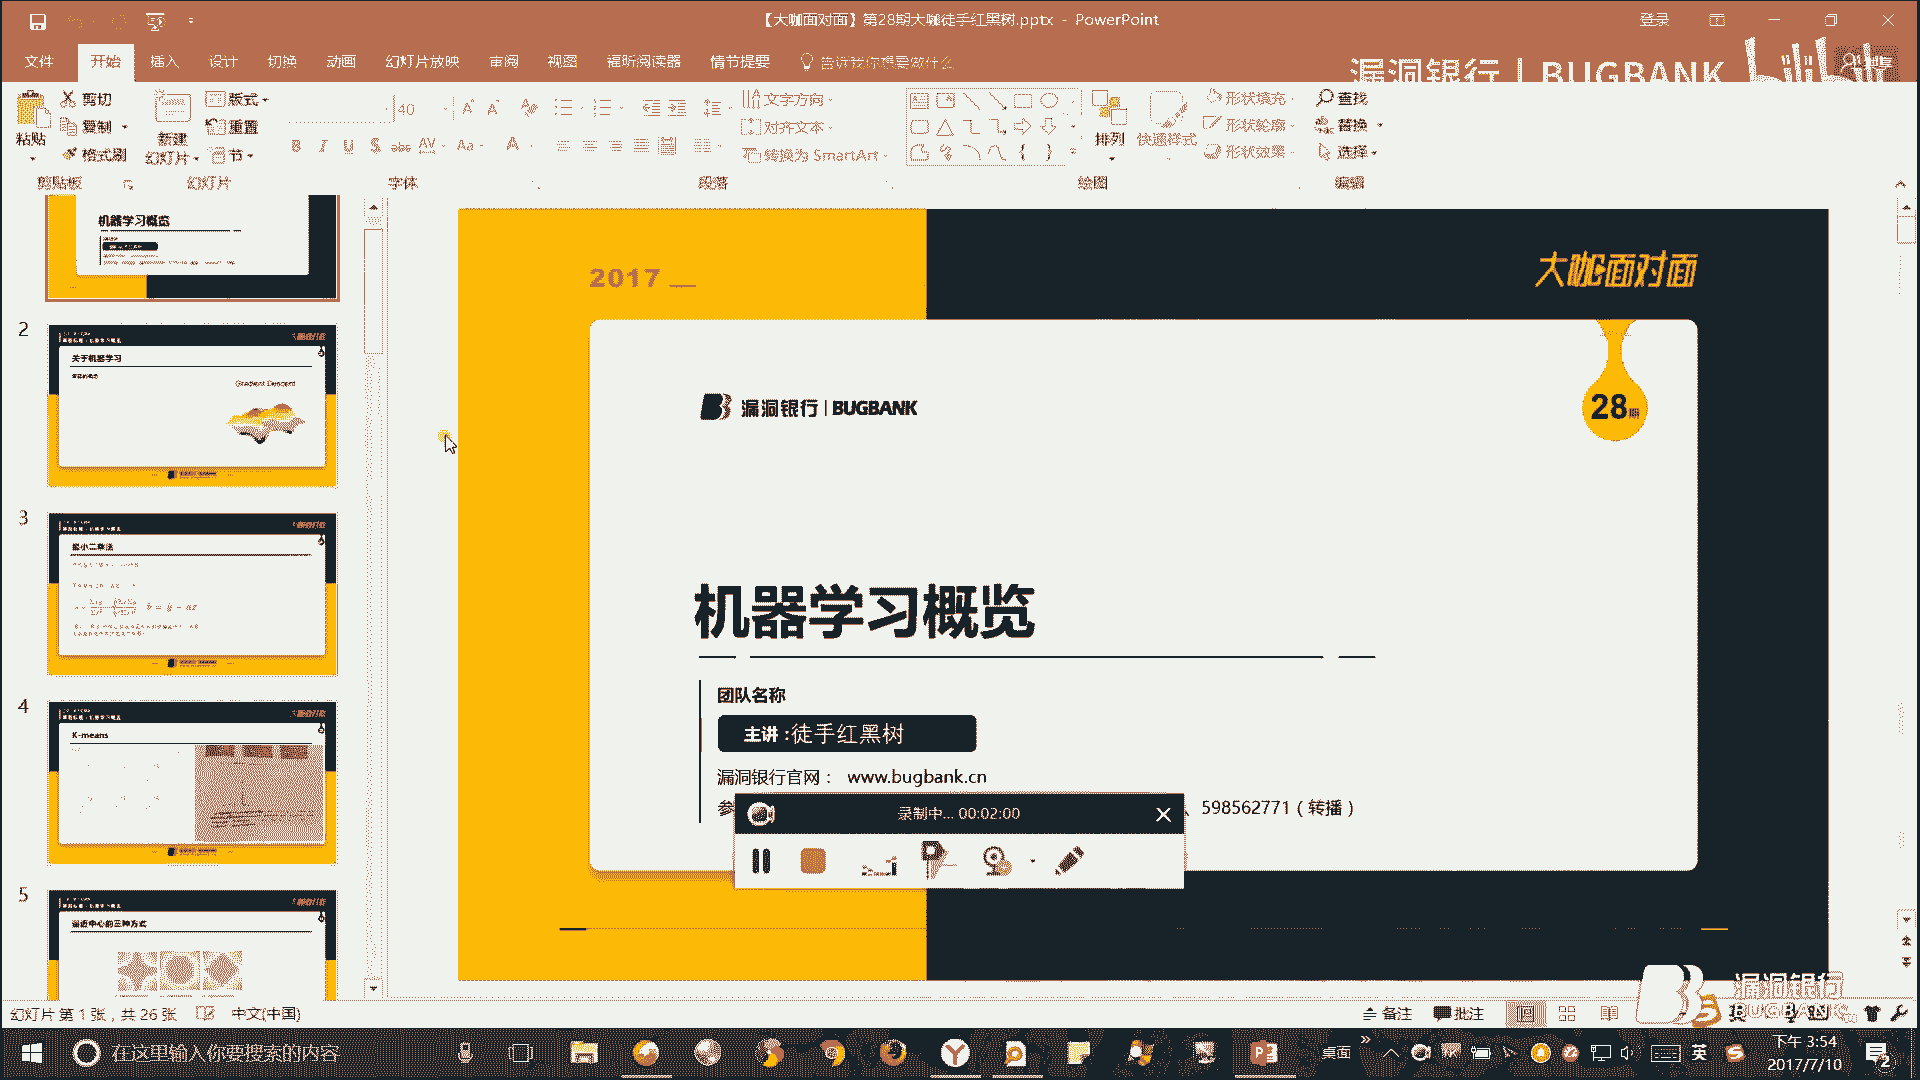 【大咖面对面】第28期大咖徒手红黑树.pptx - PowerPoint
登录
文件 开始 插入 设计 切换 动画 幻灯片放映 审阅 视图 福昕阅读器 情节提要 告诉我你想要做什么
漏洞银行 | BUGBANK bilibili
粘贴
剪切
复制
格式刷
剪贴板
新建
幻灯片
版式
重置
节
幻灯片
40
B I U S abc AV Aa A
字体
文字方向
对齐文本
转换为 SmartArt
段落
排列
快速样式
形状填充
形状轮廓
形状效果
绘图
查找
替换
选择
编辑
机器学习概览
2
关于机器学习
Gradient Descent
3
最小二乘法
4
K-means
5
2017
大咖面对面
漏洞银行 | BUGBANK
28期
机器学习概览
团队名称
主讲 :徒手红黑树
漏洞银行官网： www.bugbank.cn
参
、598562771（转播）
录制中... 00:02:00
幻灯片 第 1 张，共 26 张
中文(中国)
备注
批注
漏洞银行
BUGBANK
在这里输入你要搜索的内容
桌面
英
下午 3:54
2017/7/10
2